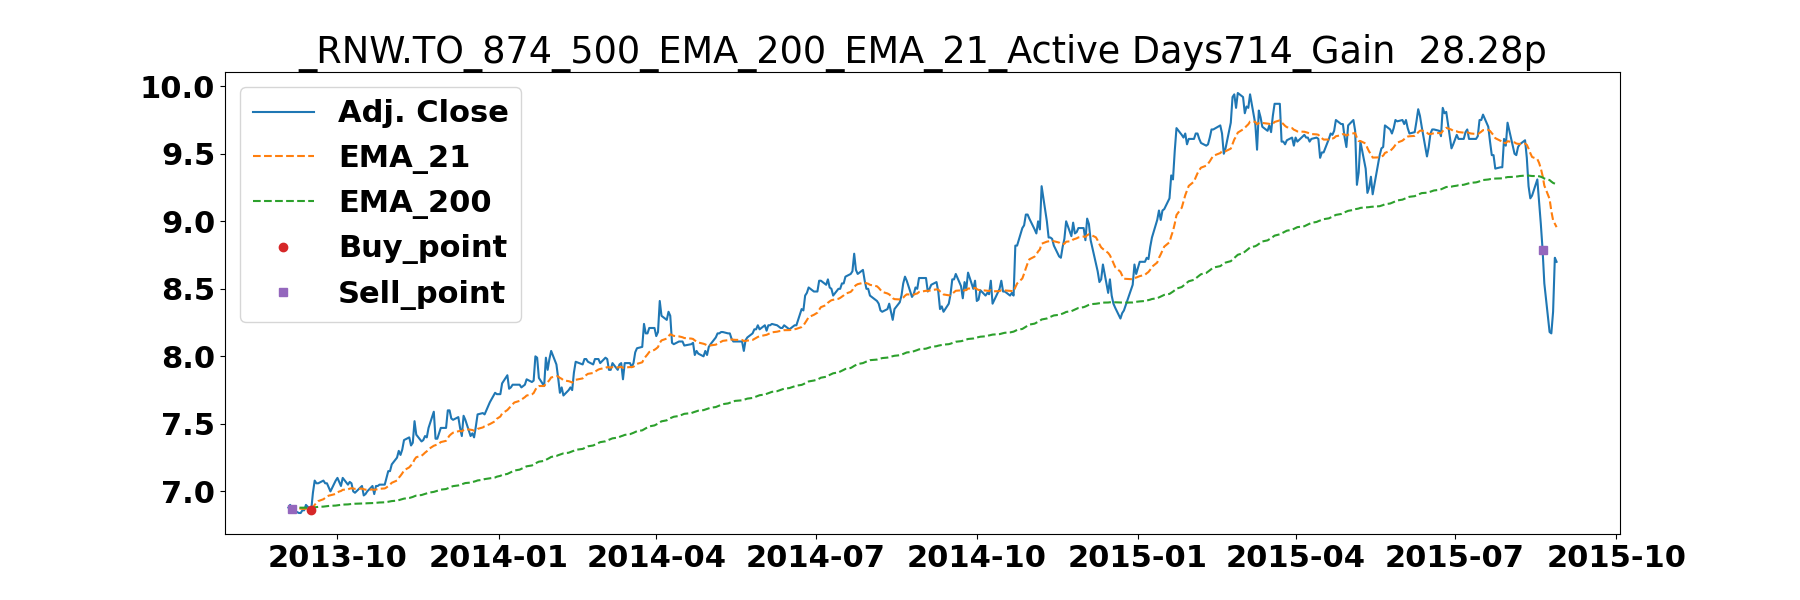 _RNW.TO_874_500_EMA_200_EMA_21_Active Days714_Gain  28.28p
10.0
9.5
9.0
8.5
8.0
7.5
7.0
Adj. Close
EMA_21
EMA_200
Buy_point
Sell_point
2013-10 2014-01 2014-04 2014-07 2014-10 2015-01 2015-04 2015-07 2015-10